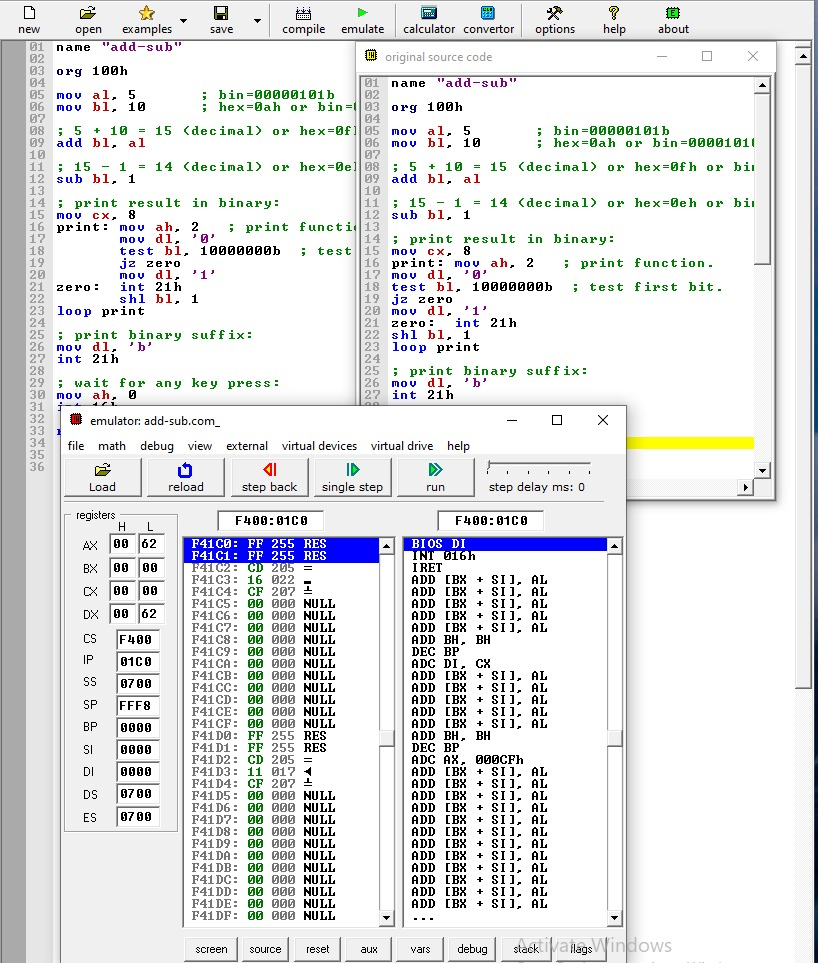 new open examples save compile emulate calculator convertor options help about
01 name "add-sub"
02
03 org 100h
04
05 mov al, 5 ; bin=00000101b
06 mov bl, 10 ; hex=0ah or bin=
07
08 ; 5 + 10 = 15 (decimal) or hex=0f
09 add bl, al
10
11 ; 15 - 1 = 14 (decimal) or hex=0e
12 sub bl, 1
13
14 ; print result in binary:
15 mov cx, 8
16 print: mov ah, 2 ; print functi
17 mov dl, '0'
18 test bl, 10000000b ; test
19 jz zero
20 mov dl, '1'
21 zero: int 21h
22 shl bl, 1
23 loop print
24
25 ; print binary suffix:
26 mov dl, 'b'
27 int 21h
28
29 ; wait for any key press:
30 mov ah, 0
31
32
33
34
35
36
original source code
01 name "add-sub"
02
03 org 100h
04
05 mov al, 5 ; bin=00000101b
06 mov bl, 10 ; hex=0ah or bin=0000101
07
08 ; 5 + 10 = 15 (decimal) or hex=0fh or bi
09 add bl, al
10
11 ; 15 - 1 = 14 (decimal) or hex=0eh or bi
12 sub bl, 1
13
14 ; print result in binary:
15 mov cx, 8
16 print: mov ah, 2 ; print function.
17 mov dl, '0'
18 test bl, 10000000b ; test first bit.
19 jz zero
20 mov dl, '1'
21 zero: int 21h
22 shl bl, 1
23 loop print
24
25 ; print binary suffix:
26 mov dl, 'b'
27 int 21h
emulator: add-sub.com_
file math debug view external virtual devices virtual drive help
Load reload step back single step run step delay ms: 0
registers
H L
AX 00 62
BX 00 00
CX 00 00
DX 00 62
CS F400
IP 01C0
SS 0700
SP FFF8
BP 0000
SI 0000
DI 0000
DS 0700
ES 0700
F400:01C0
F41C0: FF 255 RES
F41C1: FF 255 RES
F41C2: CD 205 =
F41C3: 16 022 ▬
F41C4: CF 207 ╧
F41C5: 00 000 NULL
F41C6: 00 000 NULL
F41C7: 00 000 NULL
F41C8: 00 000 NULL
F41C9: 00 000 NULL
F41CA: 00 000 NULL
F41CB: 00 000 NULL
F41CC: 00 000 NULL
F41CD: 00 000 NULL
F41CE: 00 000 NULL
F41CF: 00 000 NULL
F41D0: FF 255 RES
F41D1: FF 255 RES
F41D2: CD 205 =
F41D3: 11 017 ◄
F41D4: CF 207 ╧
F41D5: 00 000 NULL
F41D6: 00 000 NULL
F41D7: 00 000 NULL
F41D8: 00 000 NULL
F41D9: 00 000 NULL
F41DA: 00 000 NULL
F41DB: 00 000 NULL
F41DC: 00 000 NULL
F41DD: 00 000 NULL
F41DE: 00 000 NULL
F41DF: 00 000 NULL
F400:01C0
BIOS DI
INT 016h
IRET
ADD [BX + SI], AL
ADD [BX + SI], AL
ADD [BX + SI], AL
ADD [BX + SI], AL
ADD [BX + SI], AL
ADD BH, BH
DEC BP
ADC DI, CX
ADD [BX + SI], AL
ADD [BX + SI], AL
ADD [BX + SI], AL
ADD [BX + SI], AL
ADD [BX + SI], AL
ADD BH, BH
DEC BP
ADC AX, 000CFh
ADD [BX + SI], AL
ADD [BX + SI], AL
ADD [BX + SI], AL
ADD [BX + SI], AL
ADD [BX + SI], AL
ADD [BX + SI], AL
ADD [BX + SI], AL
ADD [BX + SI], AL
ADD [BX + SI], AL
ADD [BX + SI], AL
ADD [BX + SI], AL
...
screen source reset aux vars debug stack flags
Activate Windows